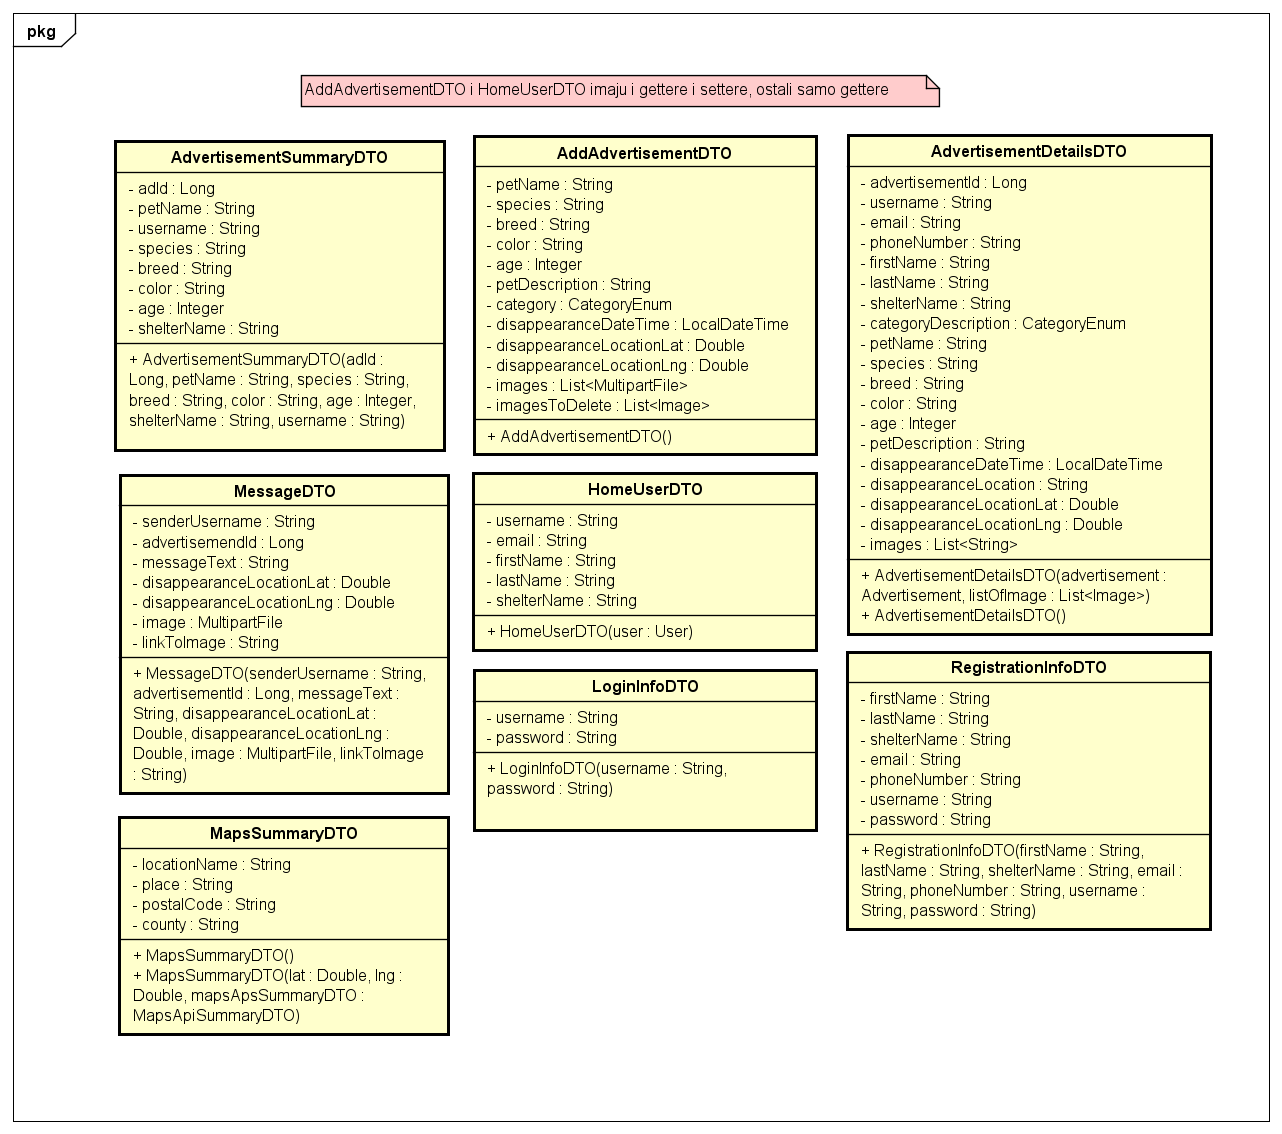 pkg
AddAdvertisementDTO i HomeUserDTO imaju i gettere i settere, ostali samo gettere
AdvertisementSummaryDTO
- adId : Long
- petName : String
- username : String
- species : String
- breed : String
- color : String
- age : Integer
- shelterName : String
+ AdvertisementSummaryDTO(adId :
Long, petName : String, species : String,
breed : String, color : String, age : Integer,
shelterName : String, username : String)
AddAdvertisementDTO
- petName : String
- species : String
- breed : String
- color : String
- age : Integer
- petDescription : String
- category : CategoryEnum
- disappearanceDateTime : LocalDateTime
- disappearanceLocationLat : Double
- disappearanceLocationLng : Double
- images : List<MultipartFile>
- imagesToDelete : List<Image>
+ AddAdvertisementDTO()
AdvertisementDetailsDTO
- advertisementId : Long
- username : String
- email : String
- phoneNumber : String
- firstName : String
- lastName : String
- shelterName : String
- categoryDescription : CategoryEnum
- petName : String
- species : String
- breed : String
- color : String
- age : Integer
- petDescription : String
- disappearanceDateTime : LocalDateTime
- disappearanceLocation : String
- disappearanceLocationLat : Double
- disappearanceLocationLng : Double
- images : List<String>
+ AdvertisementDetailsDTO(advertisement :
Advertisement, listOfImage : List<Image>)
+ AdvertisementDetailsDTO()
MessageDTO
- senderUsername : String
- advertisemendId : Long
- messageText : String
- disappearanceLocationLat : Double
- disappearanceLocationLng : Double
- image : MultipartFile
- linkToImage : String
+ MessageDTO(senderUsername : String,
advertisementId : Long, messageText :
String, disappearanceLocationLat :
Double, disappearanceLocationLng :
Double, image : MultipartFile, linkToImage
: String)
HomeUserDTO
- username : String
- email : String
- firstName : String
- lastName : String
- shelterName : String
+ HomeUserDTO(user : User)
LoginInfoDTO
- username : String
- password : String
+ LoginInfoDTO(username : String,
password : String)
RegistrationInfoDTO
- firstName : String
- lastName : String
- shelterName : String
- email : String
- phoneNumber : String
- username : String
- password : String
+ RegistrationInfoDTO(firstName : String,
lastName : String, shelterName : String, email :
String, phoneNumber : String, username :
String, password : String)
MapsSummaryDTO
- locationName : String
- place : String
- postalCode : String
- county : String
+ MapsSummaryDTO()
+ MapsSummaryDTO(lat : Double, lng :
Double, mapsApsSummaryDTO :
MapsApiSummaryDTO)